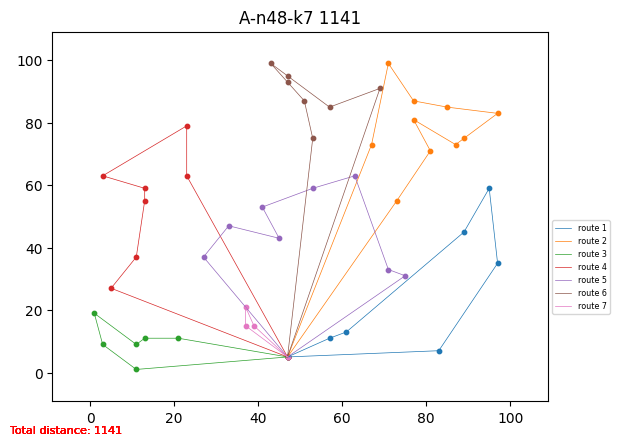 A-n48-k7 1141
100
80
60
40
20
0
0 20 40 60 80 100
route 1
route 2
route 3
route 4
route 5
route 6
route 7
Total distance: 1141